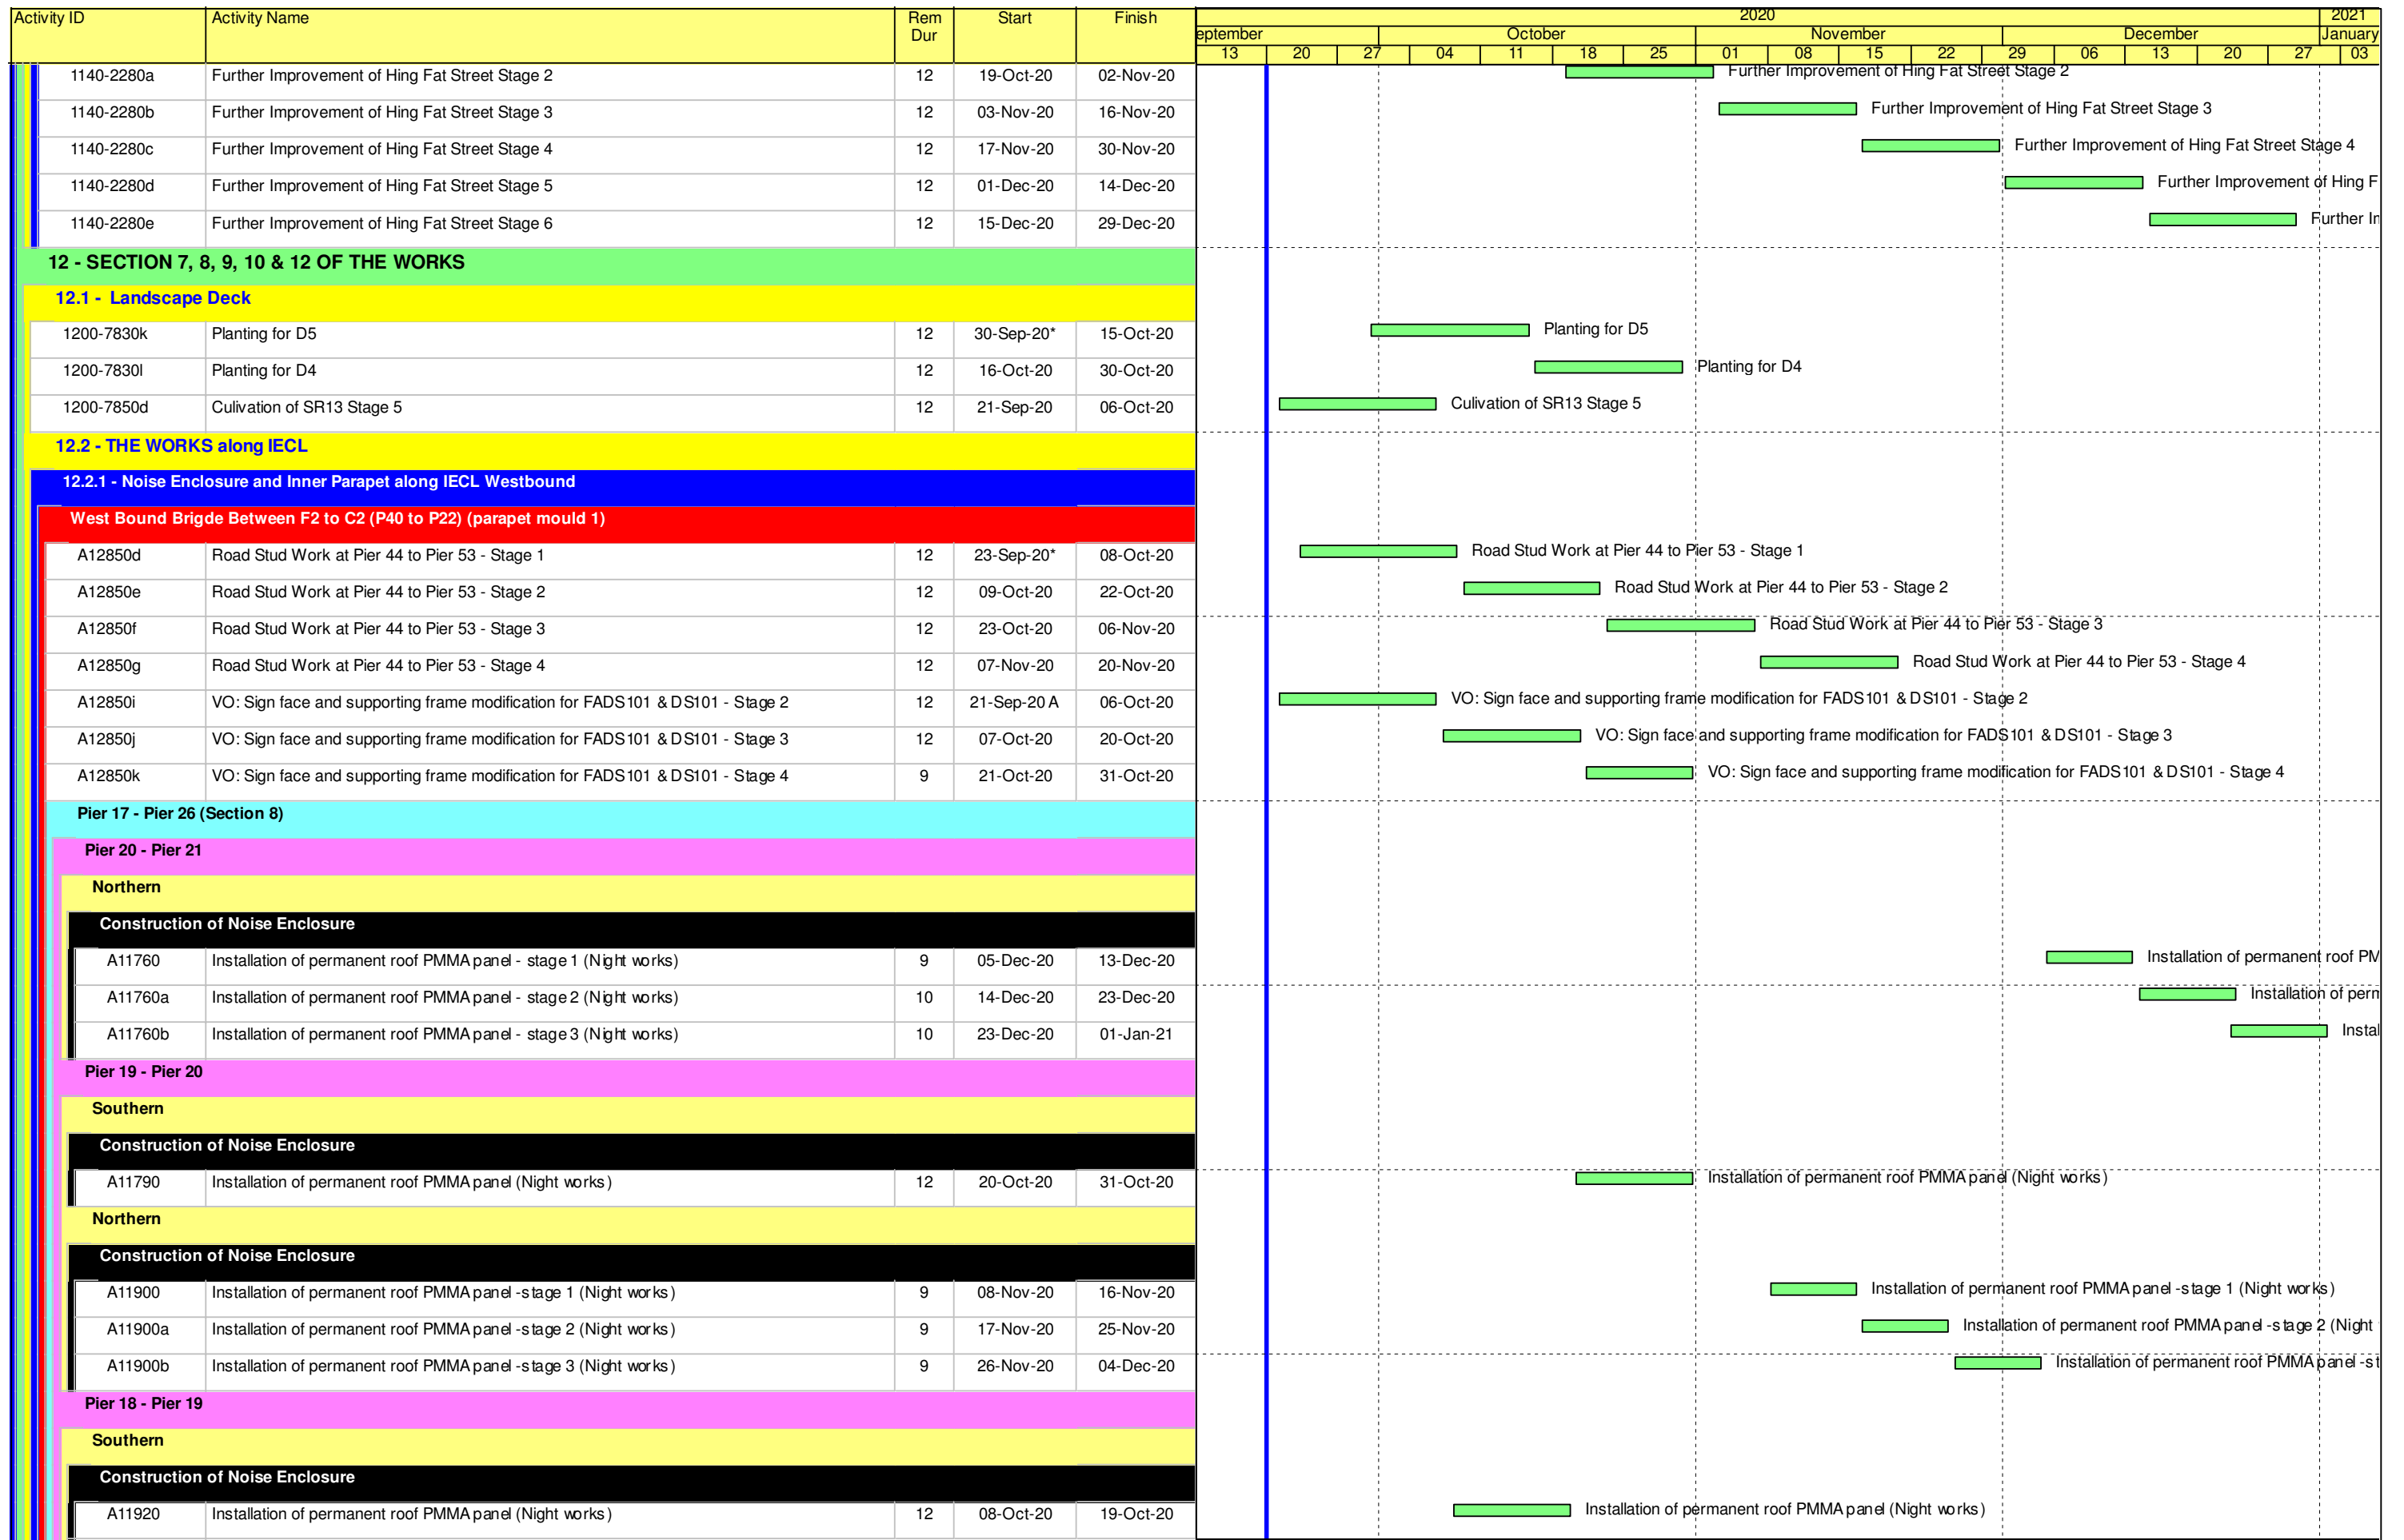 Activity ID Activity Name Rem Dur Start Finish
2020 2021
eptember October November December January
13 20 27 04 11 18 25 01 08 15 22 29 06 13 20 27 03
1140-2280a Further Improvement of Hing Fat Street Stage 2 12 19-Oct-20 02-Nov-20 Further Improvement of Hing Fat Street Stage 2
1140-2280b Further Improvement of Hing Fat Street Stage 3 12 03-Nov-20 16-Nov-20 Further Improvement of Hing Fat Street Stage 3
1140-2280c Further Improvement of Hing Fat Street Stage 4 12 17-Nov-20 30-Nov-20 Further Improvement of Hing Fat Street Stage 4
1140-2280d Further Improvement of Hing Fat Street Stage 5 12 01-Dec-20 14-Dec-20 Further Improvement of Hing F
1140-2280e Further Improvement of Hing Fat Street Stage 6 12 15-Dec-20 29-Dec-20 Further Im
12 - SECTION 7, 8, 9, 10 & 12 OF THE WORKS
12.1 - Landscape Deck
1200-7830k Planting for D5 12 30-Sep-20* 15-Oct-20 Planting for D5
1200-7830l Planting for D4 12 16-Oct-20 30-Oct-20 Planting for D4
1200-7850d Culivation of SR13 Stage 5 12 21-Sep-20 06-Oct-20 Culivation of SR13 Stage 5
12.2 - THE WORKS along IECL
12.2.1 - Noise Enclosure and Inner Parapet along IECL Westbound
West Bound Brigde Between F2 to C2 (P40 to P22) (parapet mould 1)
A12850d Road Stud Work at Pier 44 to Pier 53 - Stage 1 12 23-Sep-20* 08-Oct-20 Road Stud Work at Pier 44 to Pier 53 - Stage 1
A12850e Road Stud Work at Pier 44 to Pier 53 - Stage 2 12 09-Oct-20 22-Oct-20 Road Stud Work at Pier 44 to Pier 53 - Stage 2
A12850f Road Stud Work at Pier 44 to Pier 53 - Stage 3 12 23-Oct-20 06-Nov-20 Road Stud Work at Pier 44 to Pier 53 - Stage 3
A12850g Road Stud Work at Pier 44 to Pier 53 - Stage 4 12 07-Nov-20 20-Nov-20 Road Stud Work at Pier 44 to Pier 53 - Stage 4
A12850i VO: Sign face and supporting frame modification for FADS101 & DS101 - Stage 2 12 21-Sep-20 A 06-Oct-20 VO: Sign face and supporting frame modification for FADS101 & DS101 - Stage 2
A12850j VO: Sign face and supporting frame modification for FADS101 & DS101 - Stage 3 12 07-Oct-20 20-Oct-20 VO: Sign face and supporting frame modification for FADS101 & DS101 - Stage 3
A12850k VO: Sign face and supporting frame modification for FADS101 & DS101 - Stage 4 9 21-Oct-20 31-Oct-20 VO: Sign face and supporting frame modification for FADS101 & DS101 - Stage 4
Pier 17 - Pier 26 (Section 8)
Pier 20 - Pier 21
Northern
Construction of Noise Enclosure
A11760 Installation of permanent roof PMMA panel - stage 1 (Night works) 9 05-Dec-20 13-Dec-20 Installation of permanent roof PM
A11760a Installation of permanent roof PMMA panel - stage 2 (Night works) 10 14-Dec-20 23-Dec-20 Installation of perm
A11760b Installation of permanent roof PMMA panel - stage 3 (Night works) 10 23-Dec-20 01-Jan-21 Instal
Pier 19 - Pier 20
Southern
Construction of Noise Enclosure
A11790 Installation of permanent roof PMMA panel (Night works) 12 20-Oct-20 31-Oct-20 Installation of permanent roof PMMA panel (Night works)
Northern
Construction of Noise Enclosure
A11900 Installation of permanent roof PMMA panel -stage 1 (Night works) 9 08-Nov-20 16-Nov-20 Installation of permanent roof PMMA panel -stage 1 (Night works)
A11900a Installation of permanent roof PMMA panel -stage 2 (Night works) 9 17-Nov-20 25-Nov-20 Installation of permanent roof PMMA panel -stage 2 (Night
A11900b Installation of permanent roof PMMA panel -stage 3 (Night works) 9 26-Nov-20 04-Dec-20 Installation of permanent roof PMMA panel -st
Pier 18 - Pier 19
Southern
Construction of Noise Enclosure
A11920 Installation of permanent roof PMMA panel (Night works) 12 08-Oct-20 19-Oct-20 Installation of permanent roof PMMA panel (Night works)